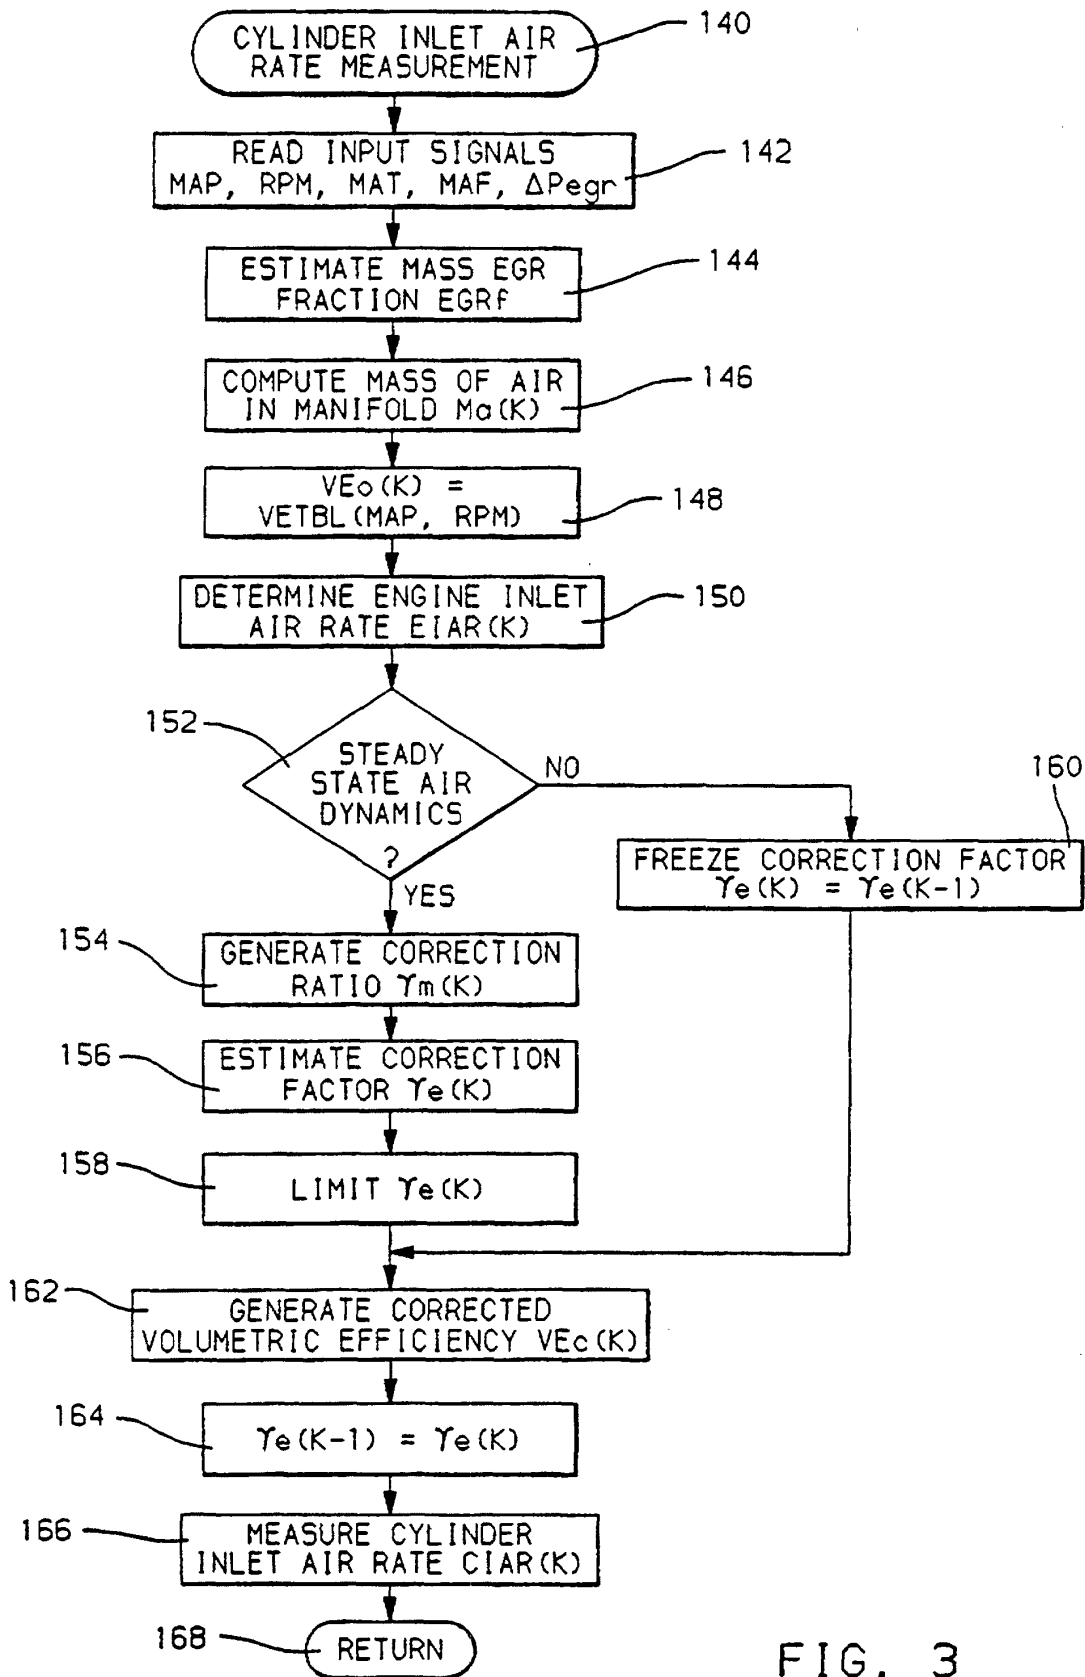 CYLINDER INLET AIR
RATE MEASUREMENT
140
READ INPUT SIGNALS
MAP, RPM, MAT, MAF, ΔPegr
142
ESTIMATE MASS EGR
FRACTION EGRf
144
COMPUTE MASS OF AIR
IN MANIFOLD Ma(K)
146
VEo(K) =
VETBL(MAP, RPM)
148
DETERMINE ENGINE INLET
AIR RATE EIAR(K)
150
152
STEADY
STATE AIR
DYNAMICS
?
NO
YES
160
FREEZE CORRECTION FACTOR
γe(K) = γe(K-1)
154
GENERATE CORRECTION
RATIO γm(K)
156
ESTIMATE CORRECTION
FACTOR γe(K)
158
LIMIT γe(K)
162
GENERATE CORRECTED
VOLUMETRIC EFFICIENCY VEc(K)
164
γe(K-1) = γe(K)
166
MEASURE CYLINDER
INLET AIR RATE CIAR(K)
168
RETURN
FIG. 3